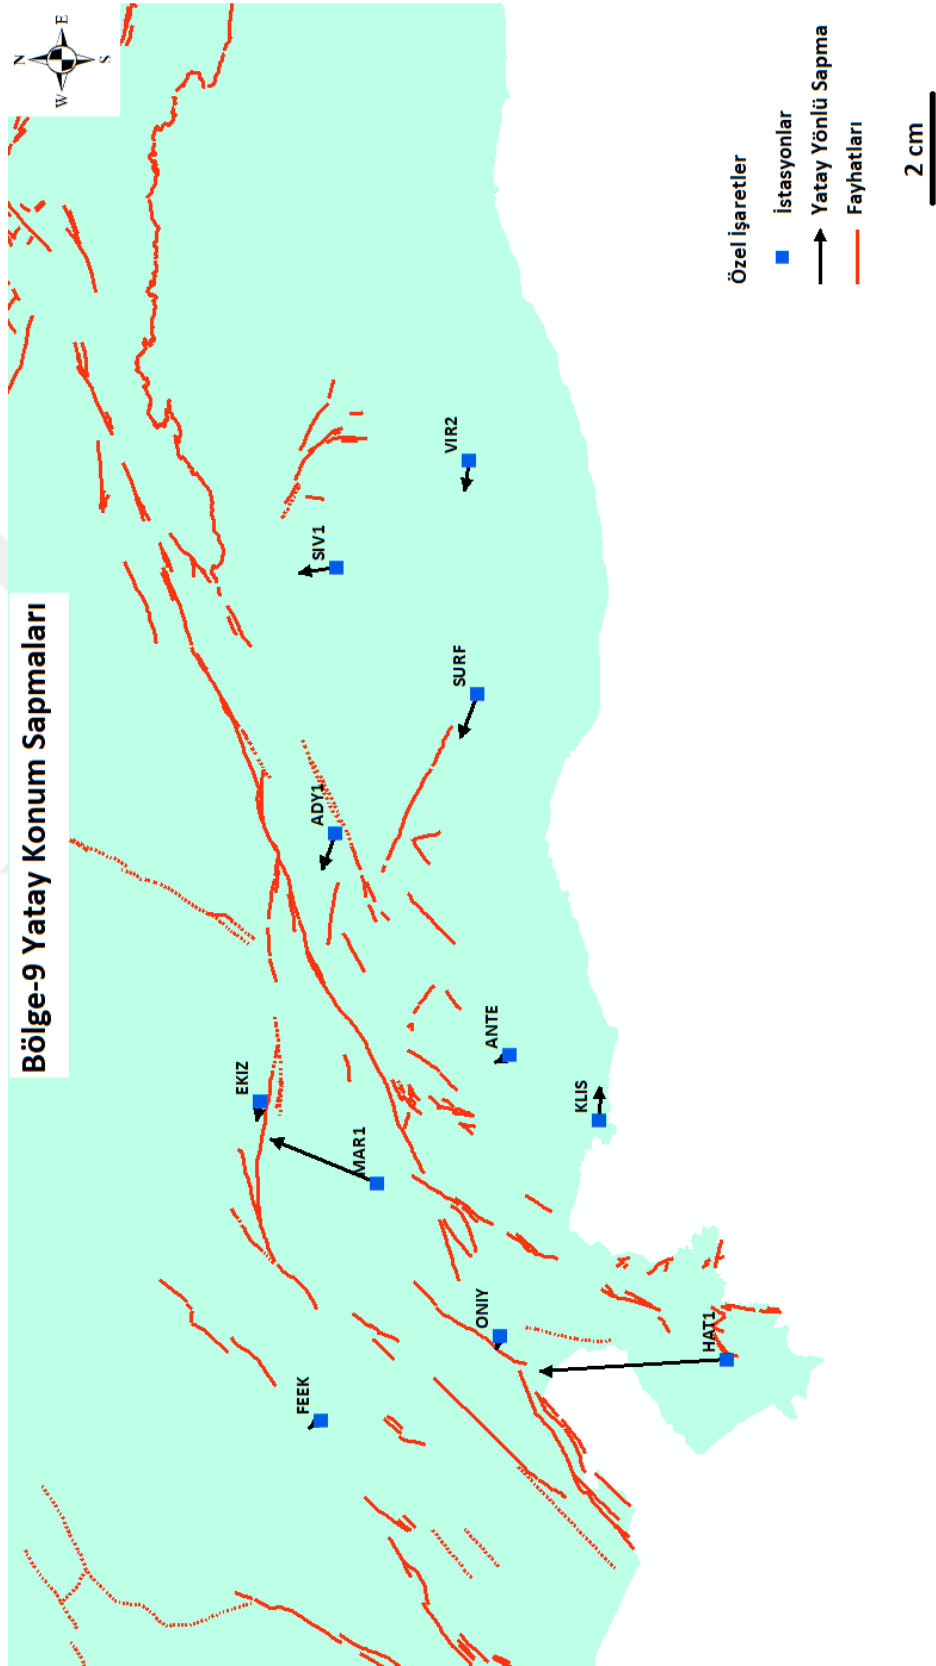 Bölge-9 Yatay Konum Sapmaları
N
W
E
S
SIV1
VIR2
SURF
ADY1
EKIZ
MAR1
ANTE
KLIS
ONIY
FEEK
HAT1
Özel İşaretler
İstasyonlar
Yatay Yönlü Sapma
Fayhatları
2 cm